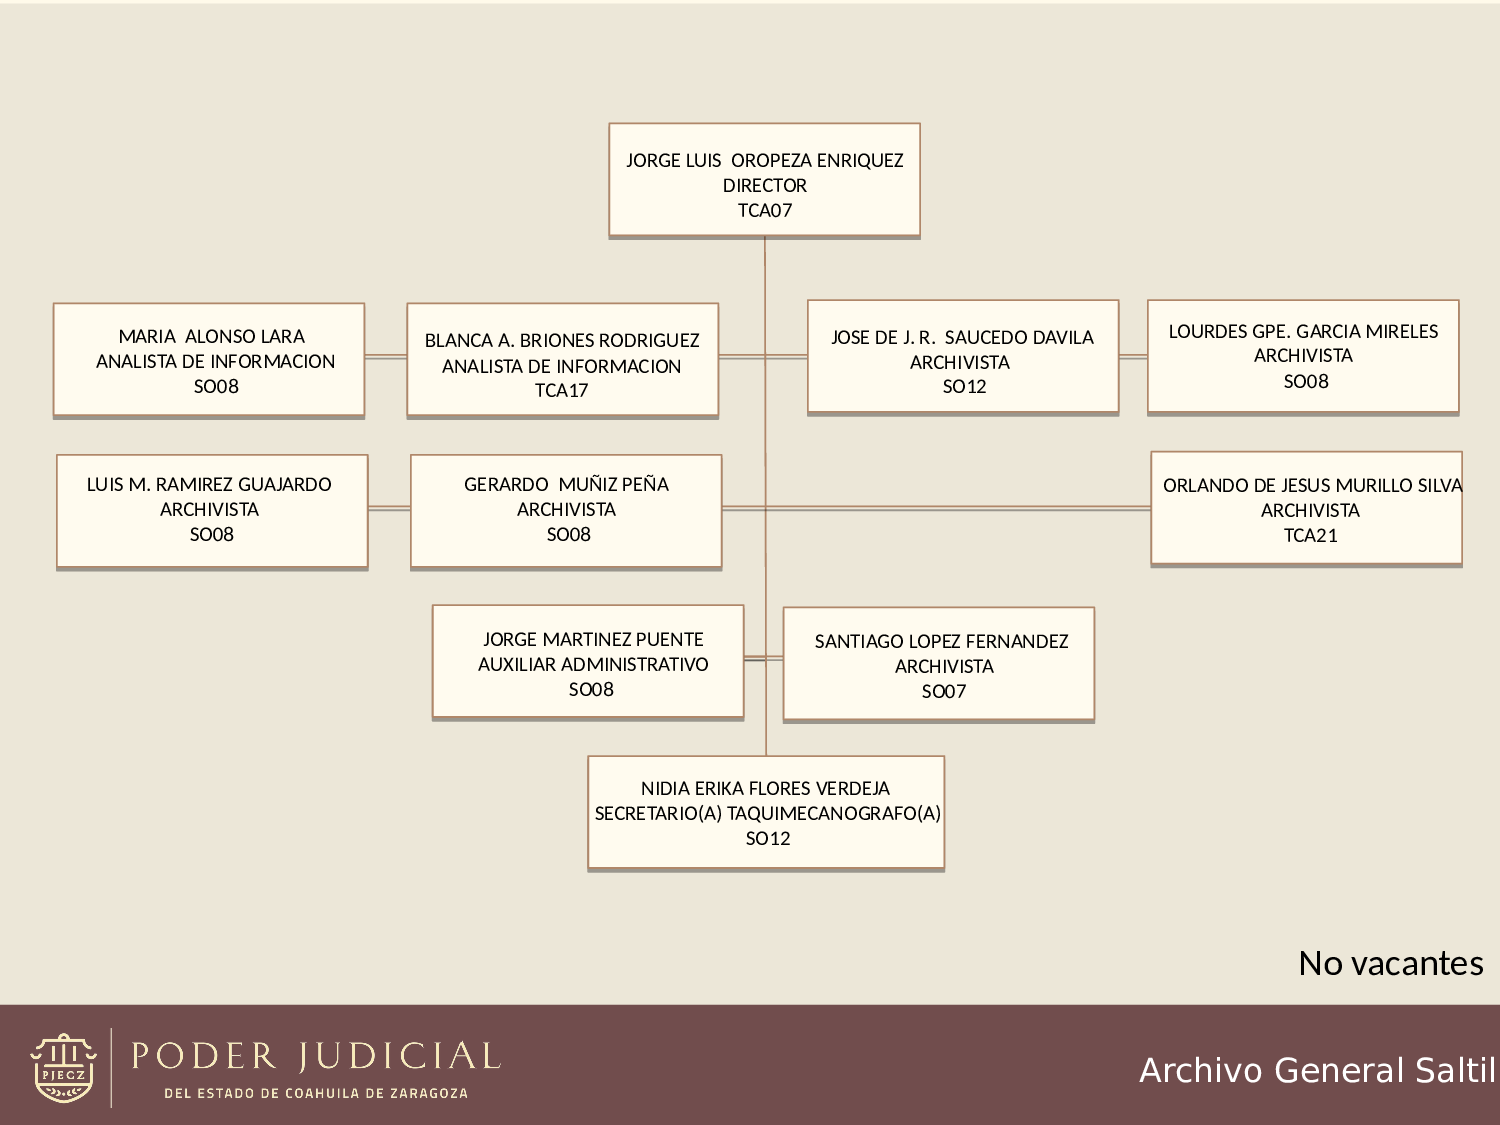 JORGE LUIS OROPEZA ENRIQUEZ
DIRECTOR
TCA07
MARIA ALONSO LARA
ANALISTA DE INFORMACION
SO08
BLANCA A. BRIONES RODRIGUEZ
ANALISTA DE INFORMACION
TCA17
JOSE DE J. R. SAUCEDO DAVILA
ARCHIVISTA
SO12
LOURDES GPE. GARCIA MIRELES
ARCHIVISTA
SO08
LUIS M. RAMIREZ GUAJARDO
ARCHIVISTA
SO08
GERARDO MUÑIZ PEÑA
ARCHIVISTA
SO08
ORLANDO DE JESUS MURILLO SILVA
ARCHIVISTA
TCA21
JORGE MARTINEZ PUENTE
AUXILIAR ADMINISTRATIVO
SO08
SANTIAGO LOPEZ FERNANDEZ
ARCHIVISTA
SO07
NIDIA ERIKA FLORES VERDEJA
SECRETARIO(A) TAQUIMECANOGRAFO(A)
SO12
No vacantes
PJECZ
PODER JUDICIAL
DEL ESTADO DE COAHUILA DE ZARAGOZA
Archivo General Saltil